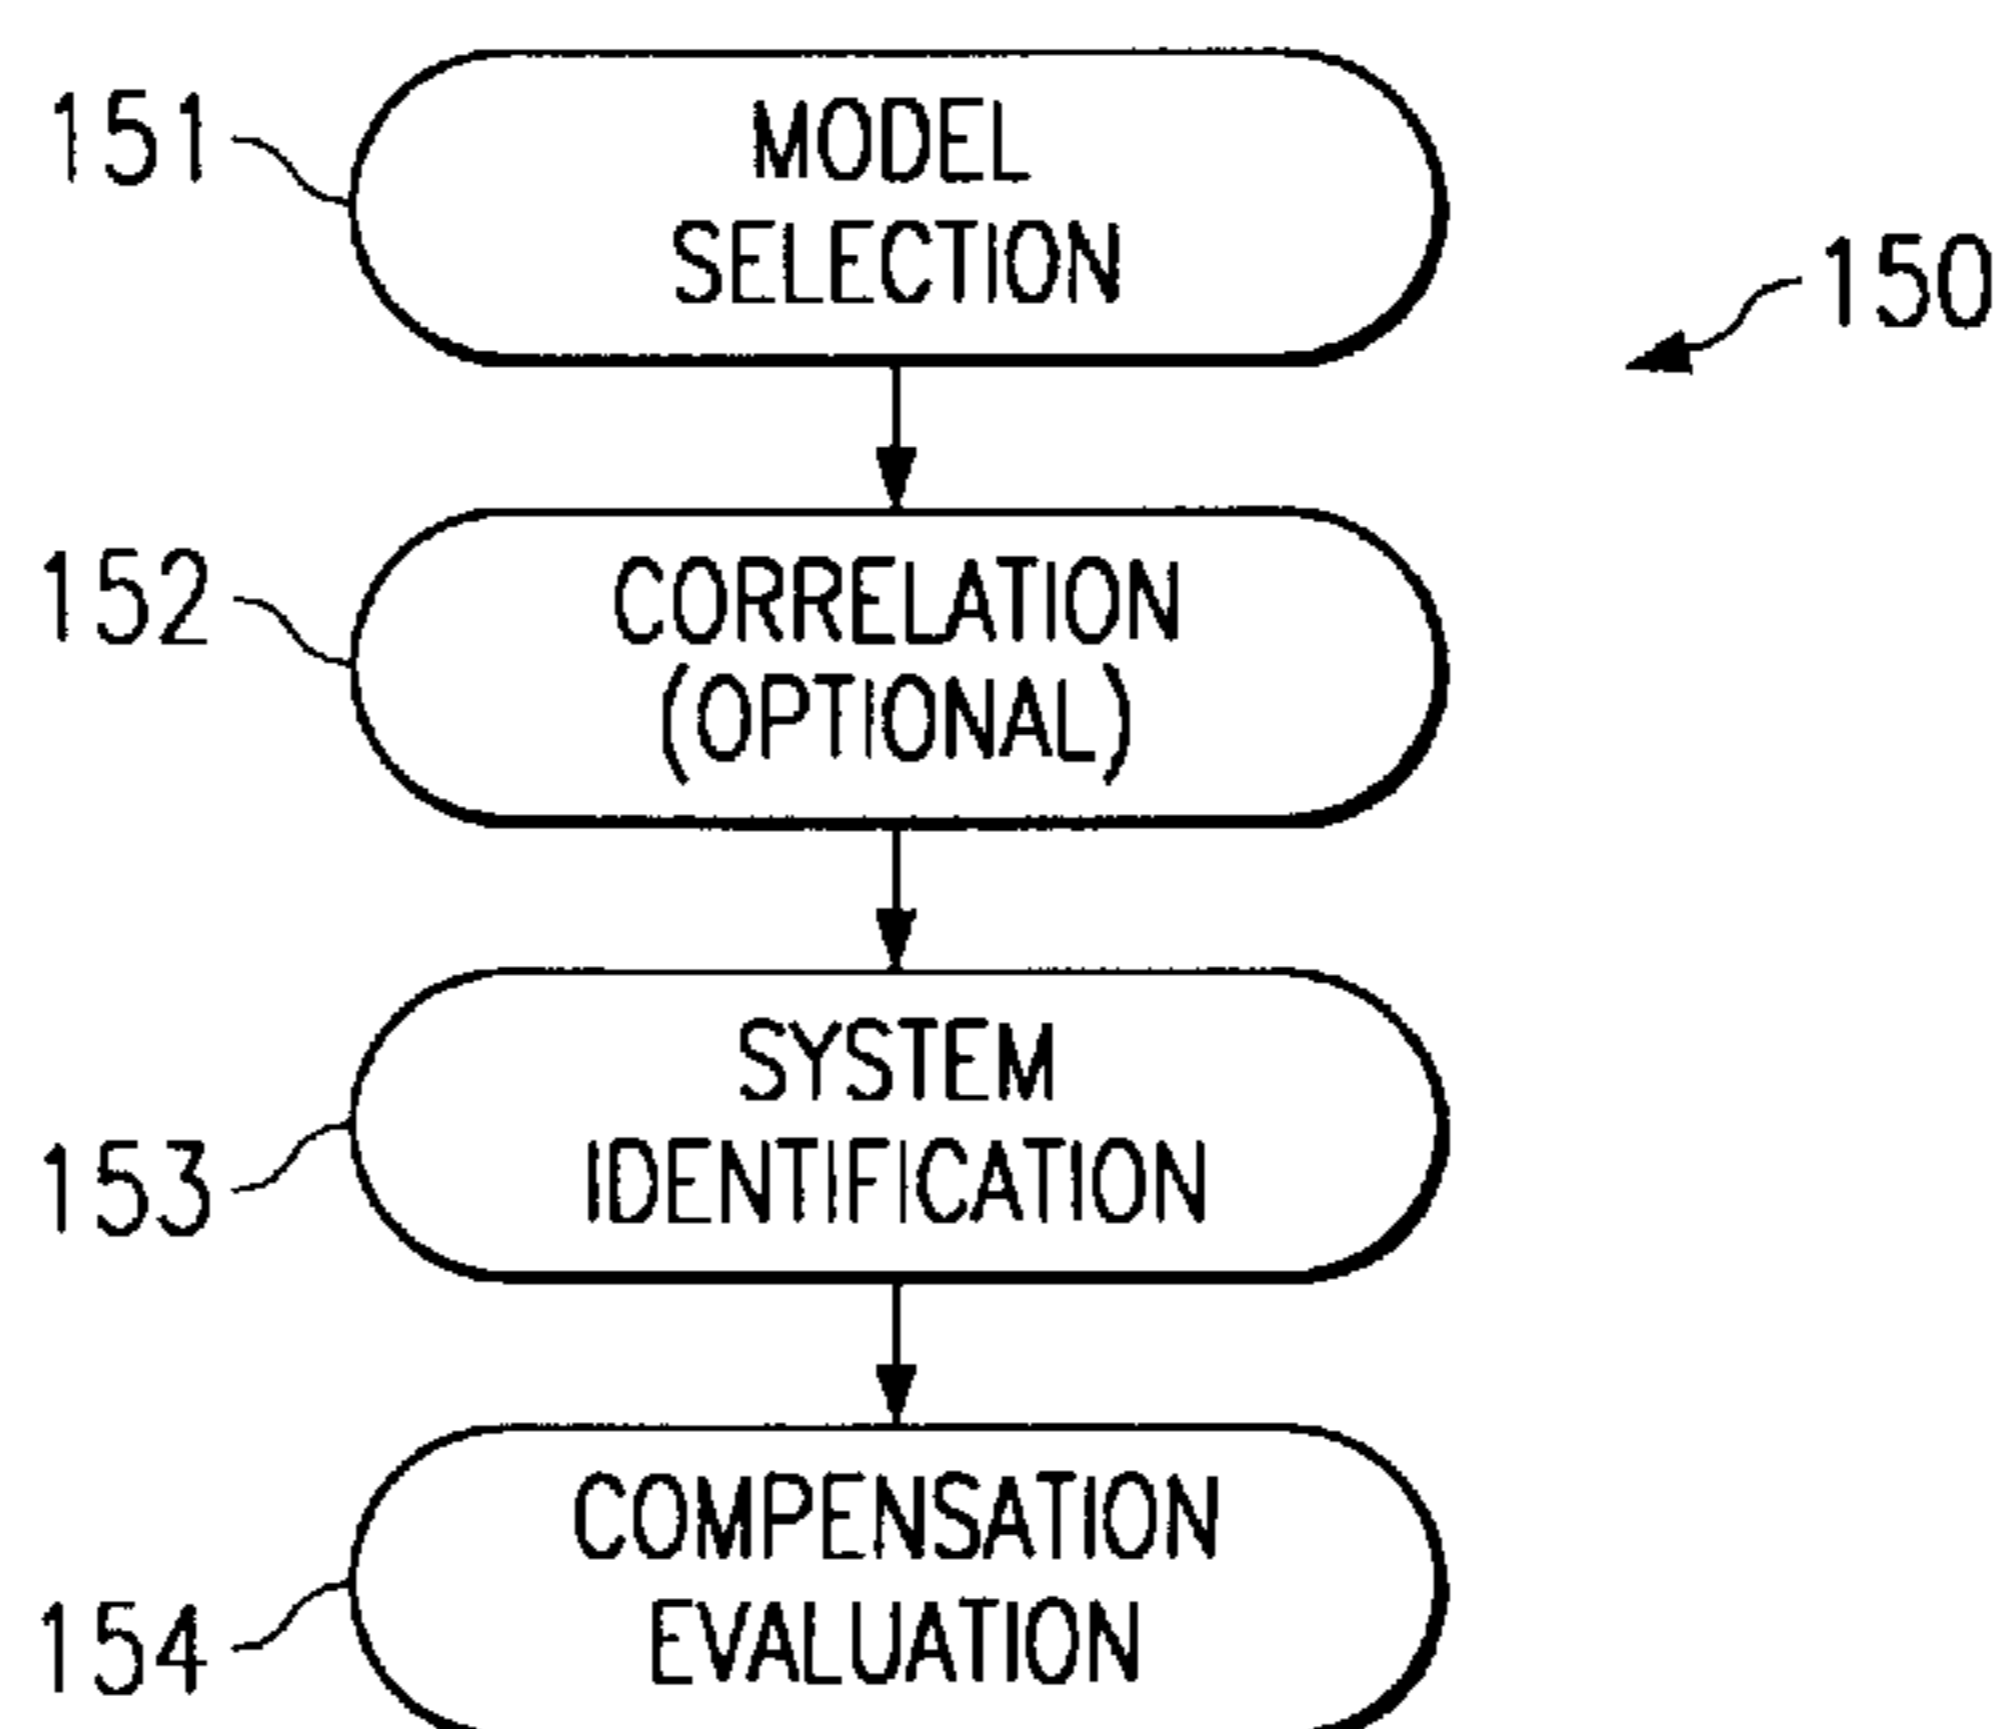 151
MODEL
SELECTION
150
152
CORRELATION
(OPTIONAL)
SYSTEM
153
IDENTIFICATION
COMPENSATION
154
EVALUATION